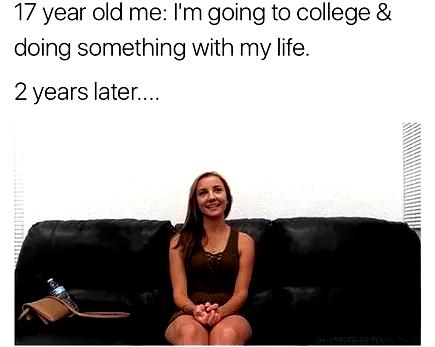 17 year old me: I'm going to college &
doing something with my life.
2 years later....